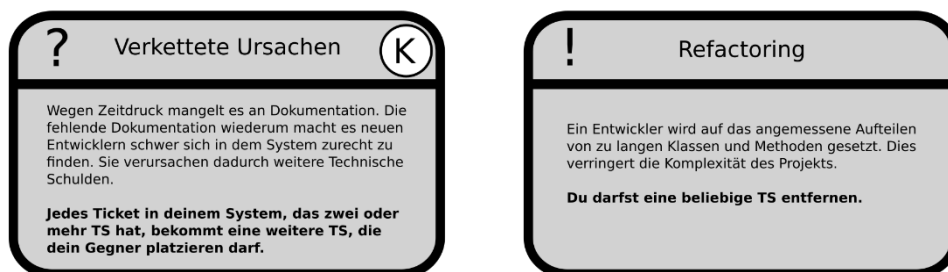 ?
Verkettete Ursachen
K
Wegen Zeitdruck mangelt es an Dokumentation. Die
fehlende Dokumentation wiederum macht es neuen
Entwicklern schwer sich in dem System zurecht zu
finden. Sie verursachen dadurch weitere Technische
Schulden.
Jedes Ticket in deinem System, das zwei oder
mehr TS hat, bekommt eine weitere TS, die
dein Gegner platzieren darf.
!
Refactoring
Ein Entwickler wird auf das angemessene Aufteilen
von zu langen Klassen und Methoden gesetzt. Dies
verringert die Komplexität des Projekts.
Du darfst eine beliebige TS entfernen.